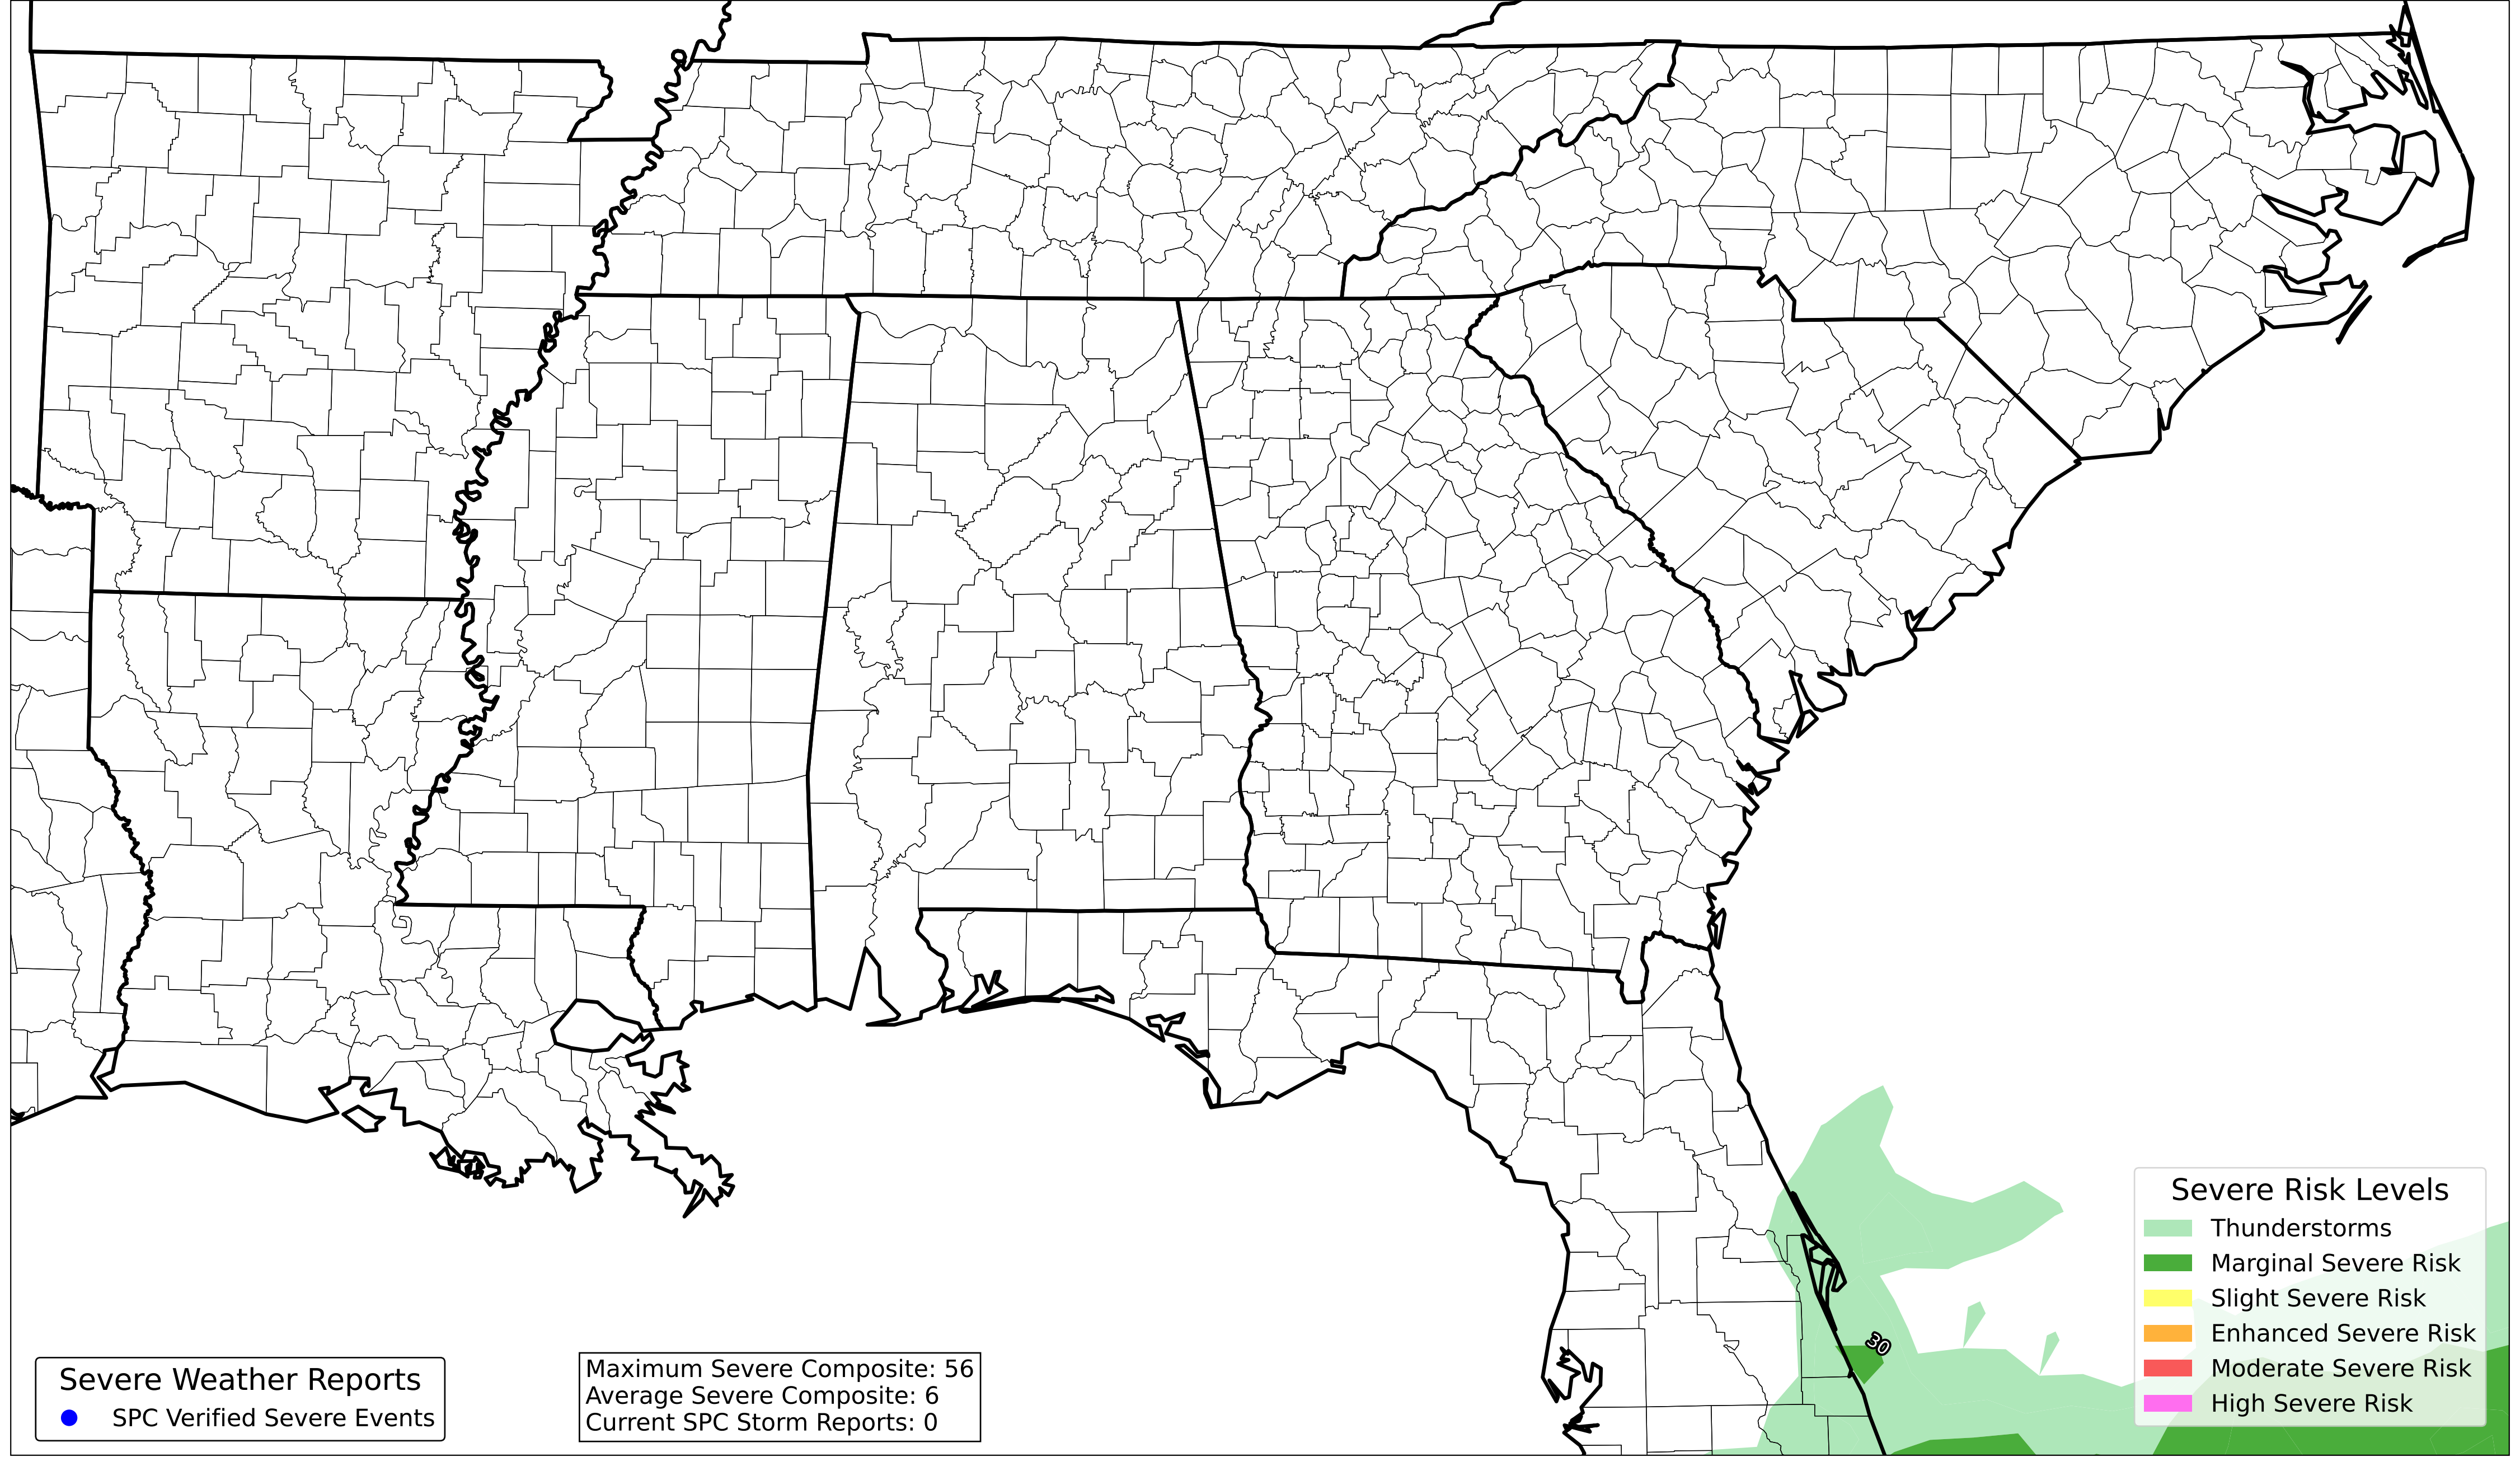 Severe Risk Levels
Thunderstorms
Marginal Severe Risk
Slight Severe Risk
Enhanced Severe Risk
Moderate Severe Risk
High Severe Risk
30
Severe Weather Reports
SPC Verified Severe Events
Maximum Severe Composite: 56
Average Severe Composite: 6
Current SPC Storm Reports: 0